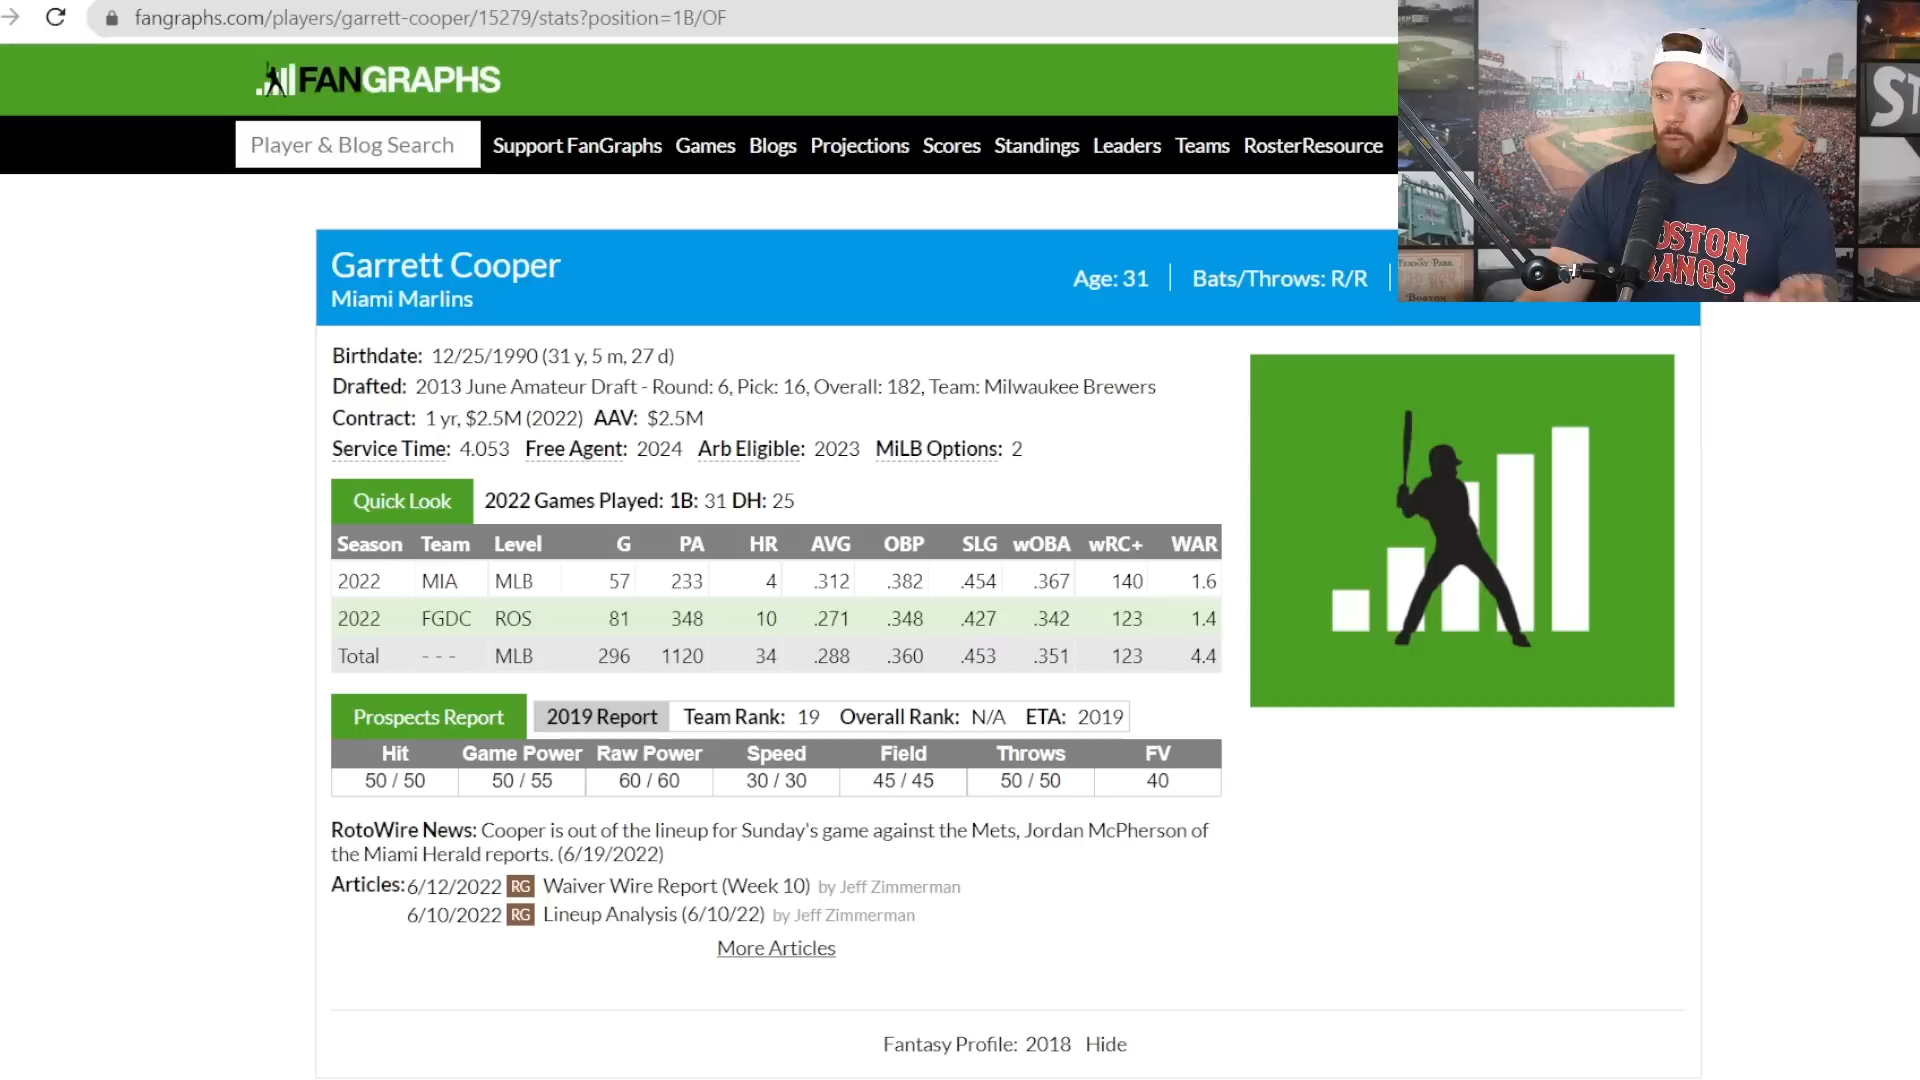 fangraphs.com/players/garrett-cooper/15279/stats?position=1B/OF
FANGRAPHS
Player & Blog Search Support FanGraphs Games Blogs Projections Scores Standings Leaders Teams RosterResource
Garrett Cooper
Miami Marlins
Age: 31 Bats/Throws: R/R
Birthdate: 12/25/1990 (31 y, 5 m, 27 d)
Drafted: 2013 June Amateur Draft - Round: 6, Pick: 16, Overall: 182, Team: Milwaukee Brewers
Contract: 1 yr, $2.5M (2022) AAV: $2.5M
Service Time: 4.053 Free Agent: 2024 Arb Eligible: 2023 MiLB Options: 2
Quick Look 2022 Games Played: 1B: 31 DH: 25
Season Team Level G PA HR AVG OBP SLG wOBA wRC+ WAR
2022 MIA MLB 57 233 4 .312 .382 .454 .367 140 1.6
2022 FGDC ROS 81 348 10 .271 .348 .427 .342 123 1.4
Total - - - MLB 296 1120 34 .288 .360 .453 .351 123 4.4
Prospects Report 2019 Report Team Rank: 19 Overall Rank: N/A ETA: 2019
Hit Game Power Raw Power Speed Field Throws FV
50 / 50 50 / 55 60 / 60 30 / 30 45 / 45 50 / 50 40
RotoWire News: Cooper is out of the lineup for Sunday's game against the Mets, Jordan McPherson of
the Miami Herald reports. (6/19/2022)
Articles: 6/12/2022 RG Waiver Wire Report (Week 10) by Jeff Zimmerman
6/10/2022 RG Lineup Analysis (6/10/22) by Jeff Zimmerman
More Articles
Fantasy Profile: 2018 Hide
ST
OSTON
BANGS
FENWAY PARK
BOSTON